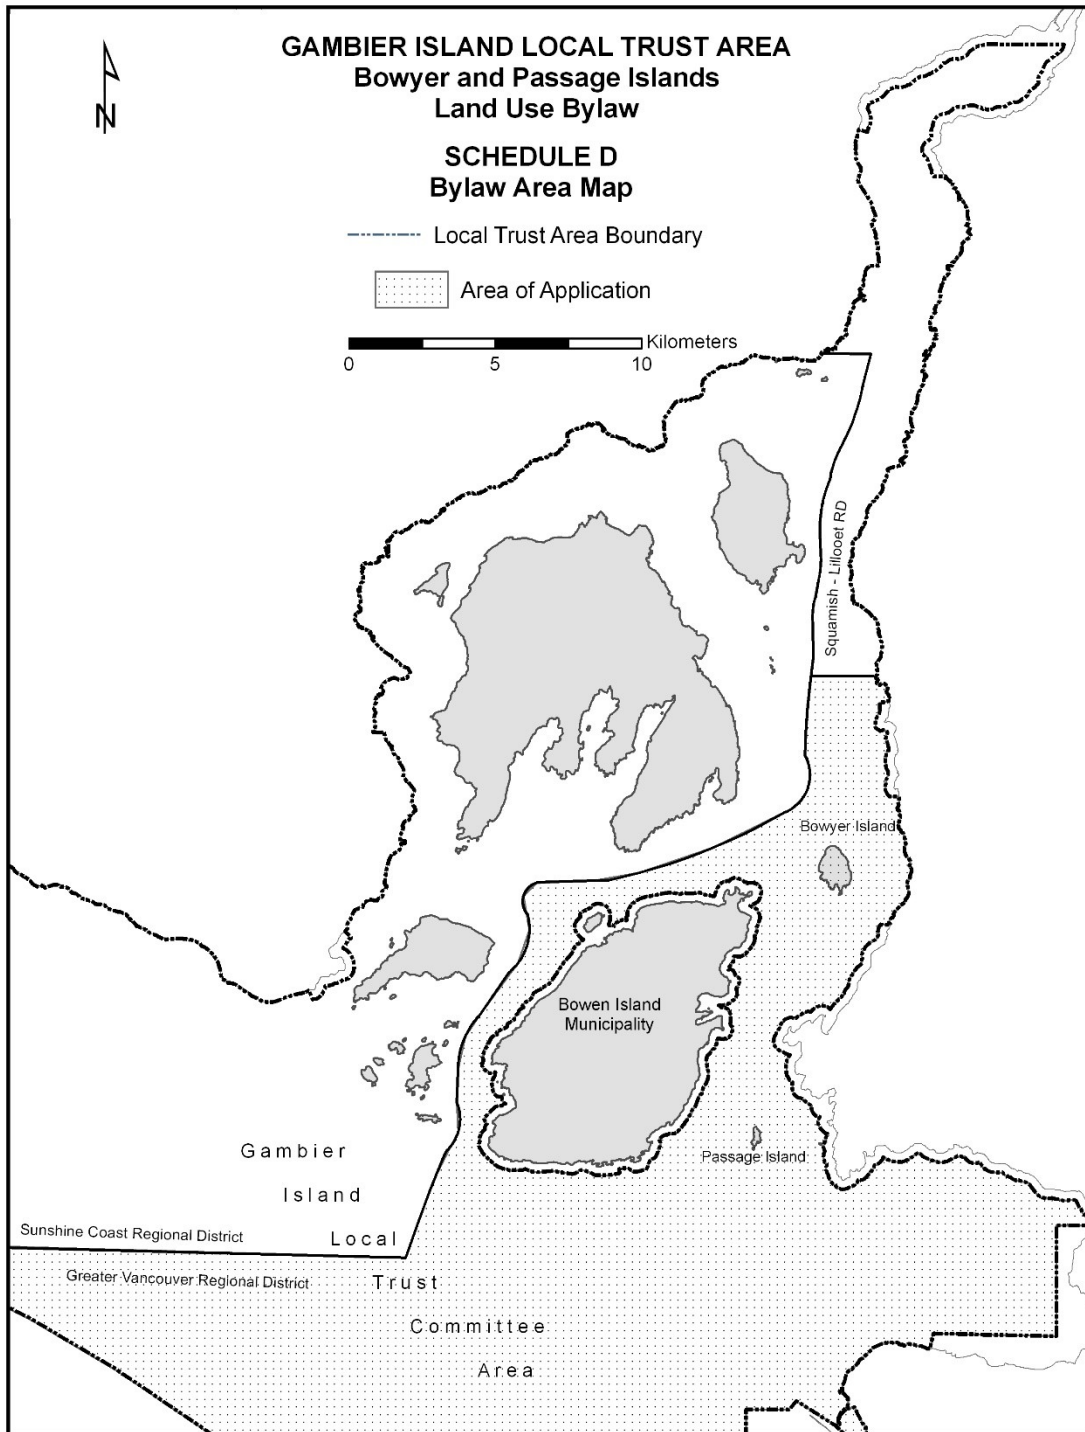 GAMBIER ISLAND LOCAL TRUST AREA
Bowyer and Passage Islands
Land Use Bylaw
N
SCHEDULE D
Bylaw Area Map
Local Trust Area Boundary
Area of Application
Kilometers
0 5 10
Squamish - Lillooet RD
Bowyer Island
Bowen Island
Municipality
Passage Island
Gambier
Island
Sunshine Coast Regional District
Local
Greater Vancouver Regional District
Trust
Committee
Area